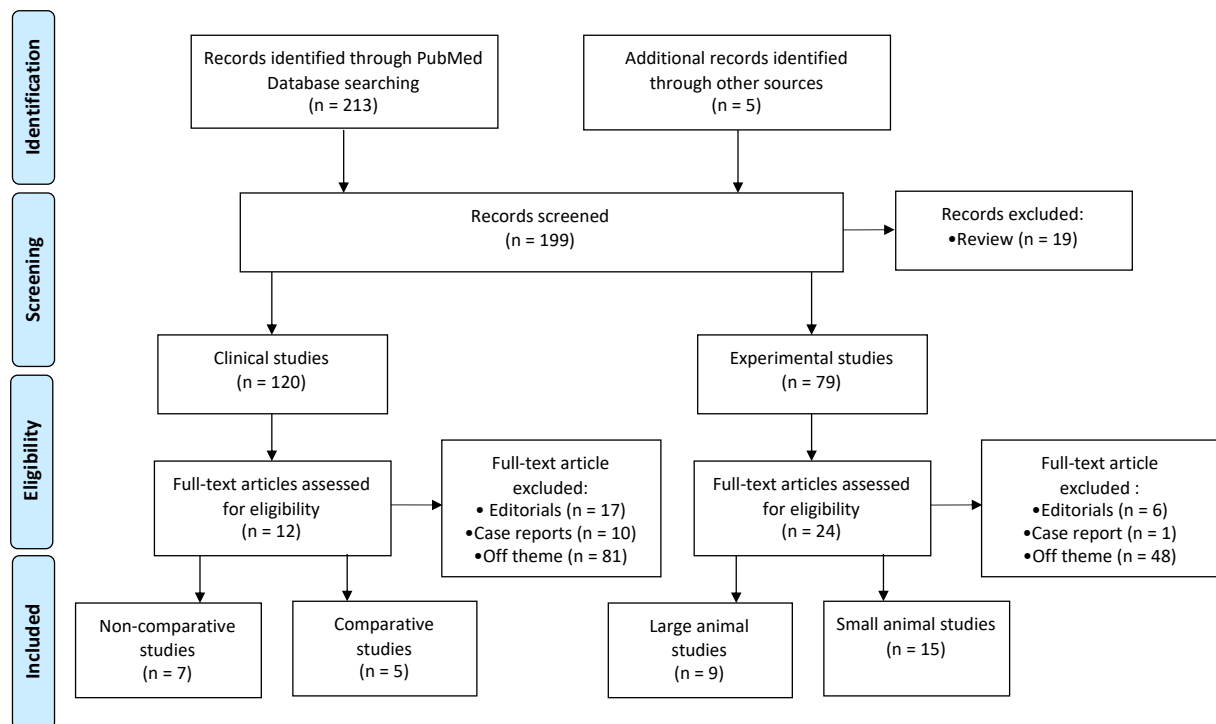 Identification
Records identified through PubMed
Database searching
(n = 213)
Additional records identified
through other sources
(n = 5)
Screening
Records screened
(n = 199)
Records excluded:
•Review (n = 19)
Clinical studies
(n = 120)
Experimental studies
(n = 79)
Eligibility
Full-text articles assessed
for eligibility
(n = 12)
Full-text article
excluded:
• Editorials (n = 17)
•Case reports (n = 10)
•Off theme (n = 81)
Full-text articles assessed
for eligibility
(n = 24)
Full-text article
excluded :
•Editorials (n = 6)
•Case report (n = 1)
•Off theme (n = 48)
Included
Non-comparative
studies
(n = 7)
Comparative
studies
(n = 5)
Large animal
studies
(n = 9)
Small animal studies
(n = 15)